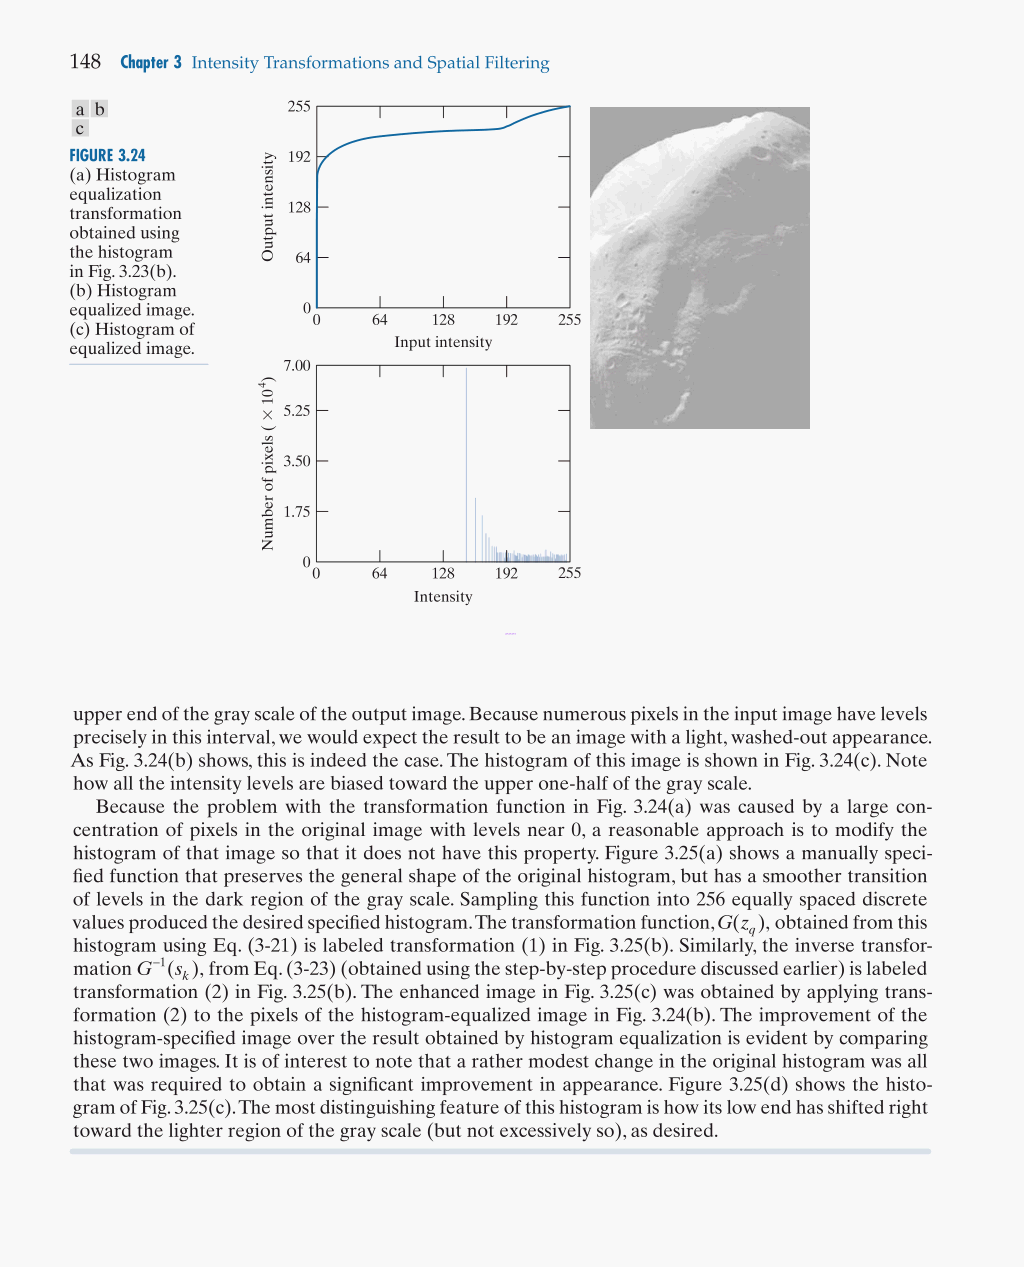 148 Chapter 3 Intensity Transformations and Spatial Filtering
a b
c
FIGURE 3.24
(a) Histogram
equalization
transformation
obtained using
the histogram
in Fig. 3.23(b).
(b) Histogram
equalized image.
(c) Histogram of
equalized image.
255
192
128
64
0
Output intensity
0 64 128 192 255
Input intensity
7.00
5.25
3.50
1.75
0
Number of pixels ( × 10⁴)
0 64 128 192 255
Intensity
upper end of the gray scale of the output image. Because numerous pixels in the input image have levels
precisely in this interval, we would expect the result to be an image with a light, washed-out appearance.
As Fig. 3.24(b) shows, this is indeed the case. The histogram of this image is shown in Fig. 3.24(c). Note
how all the intensity levels are biased toward the upper one-half of the gray scale.
Because the problem with the transformation function in Fig. 3.24(a) was caused by a large con-
centration of pixels in the original image with levels near 0, a reasonable approach is to modify the
histogram of that image so that it does not have this property. Figure 3.25(a) shows a manually speci-
fied function that preserves the general shape of the original histogram, but has a smoother transition
of levels in the dark region of the gray scale. Sampling this function into 256 equally spaced discrete
values produced the desired specified histogram. The transformation function, G(z_q), obtained from this
histogram using Eq. (3-21) is labeled transformation (1) in Fig. 3.25(b). Similarly, the inverse transfor-
mation G⁻¹(s_k), from Eq. (3-23) (obtained using the step-by-step procedure discussed earlier) is labeled
transformation (2) in Fig. 3.25(b). The enhanced image in Fig. 3.25(c) was obtained by applying trans-
formation (2) to the pixels of the histogram-equalized image in Fig. 3.24(b). The improvement of the
histogram-specified image over the result obtained by histogram equalization is evident by comparing
these two images. It is of interest to note that a rather modest change in the original histogram was all
that was required to obtain a significant improvement in appearance. Figure 3.25(d) shows the histo-
gram of Fig. 3.25(c). The most distinguishing feature of this histogram is how its low end has shifted right
toward the lighter region of the gray scale (but not excessively so), as desired.